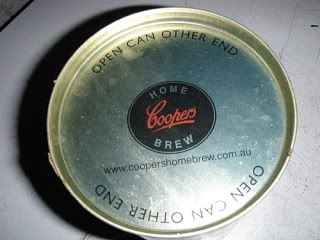 OPEN CAN OTHER END
HOME
Coopers
BREW
www.coopershomebrew.com.au
OPEN CAN OTHER END